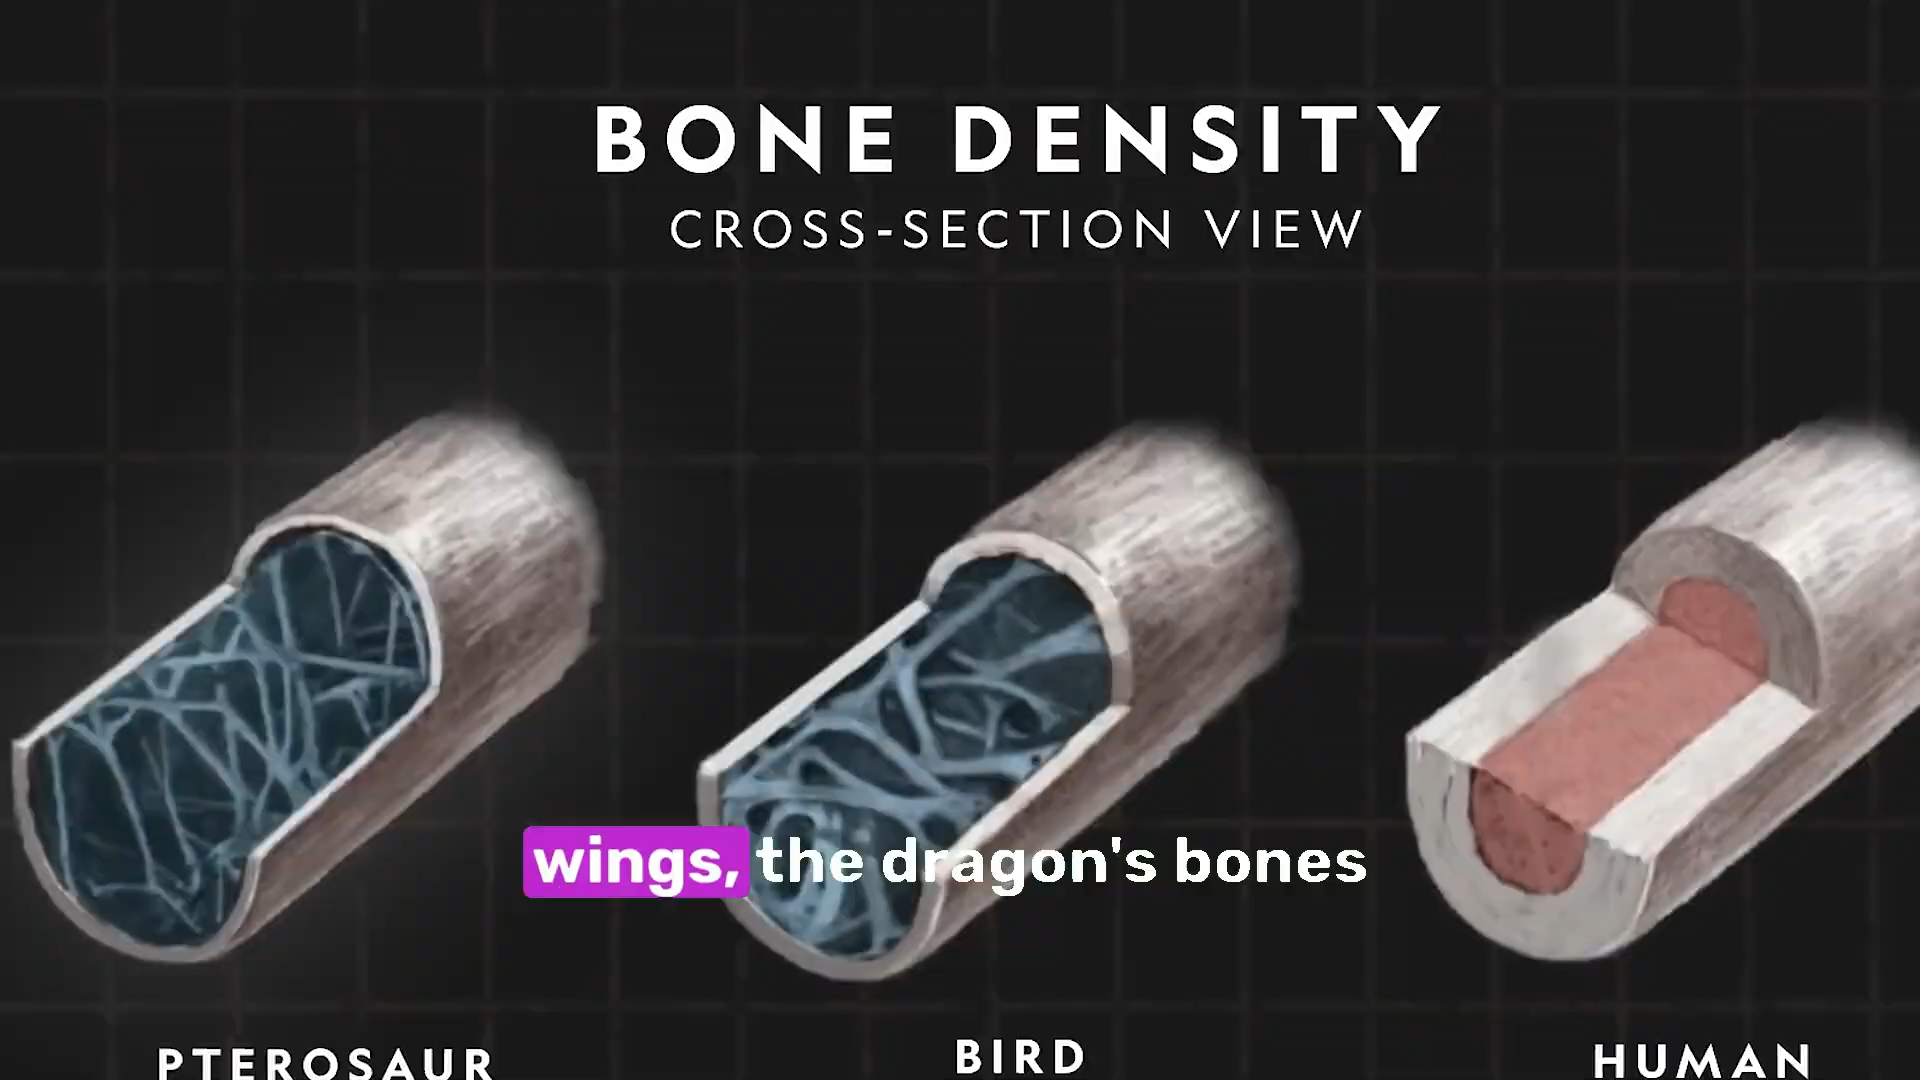 BONE DENSITY
CROSS-SECTION VIEW
wings, the dragon's bones
PTEROSAUR
BIRD
HUMAN